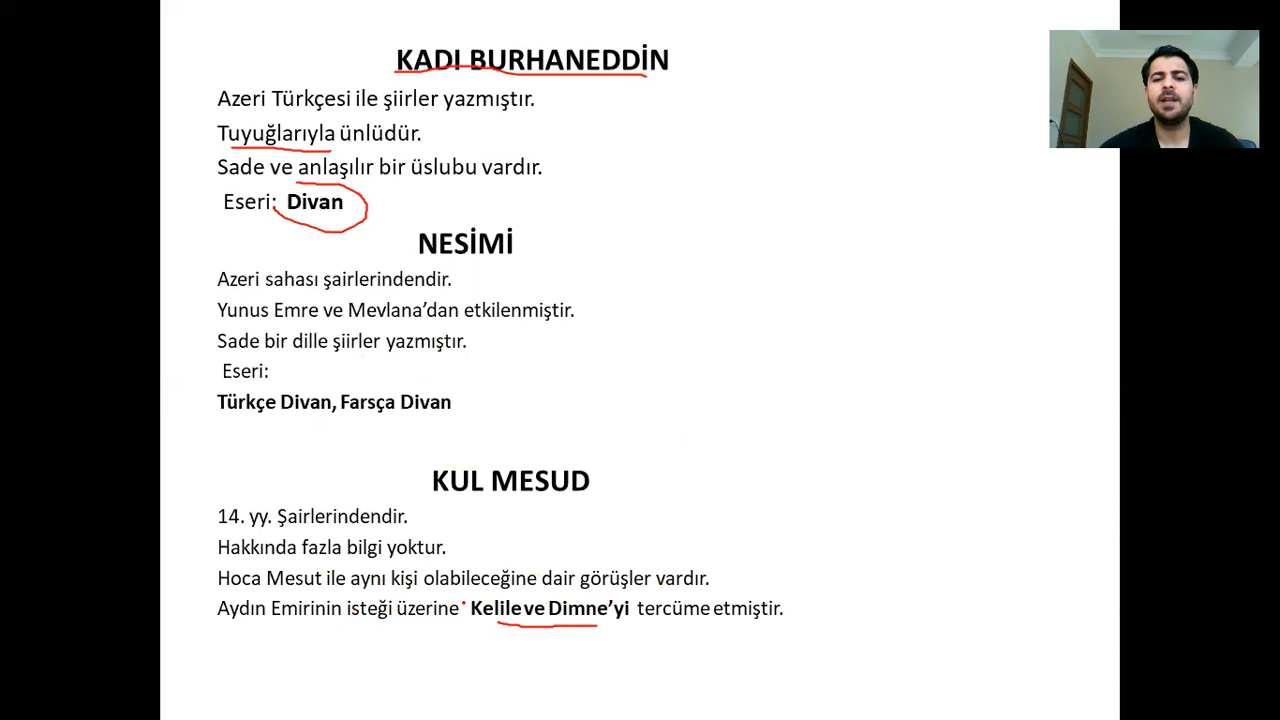 KADI BURHANEDDİN
Azeri Türkçesi ile şiirler yazmıştır.
Tuyuğlarıyla ünlüdür.
Sade ve anlaşılır bir üslubu vardır.
Eseri: Divan
NESİMİ
Azeri sahası şairlerindendir.
Yunus Emre ve Mevlana’dan etkilenmiştir.
Sade bir dille şiirler yazmıştır.
Eseri:
Türkçe Divan, Farsça Divan
KUL MESUD
14. yy. Şairlerindendir.
Hakkında fazla bilgi yoktur.
Hoca Mesut ile aynı kişi olabileceğine dair görüşler vardır.
Aydın Emirinin isteği üzerine Kelile ve Dimne’yi tercüme etmiştir.